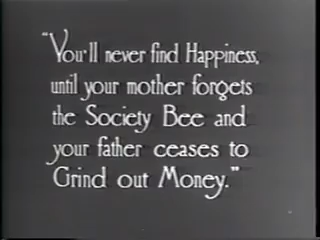 "You'll never find Happiness,
until your mother forgets
the Society Bee and
your father ceases to
Grind out Money."